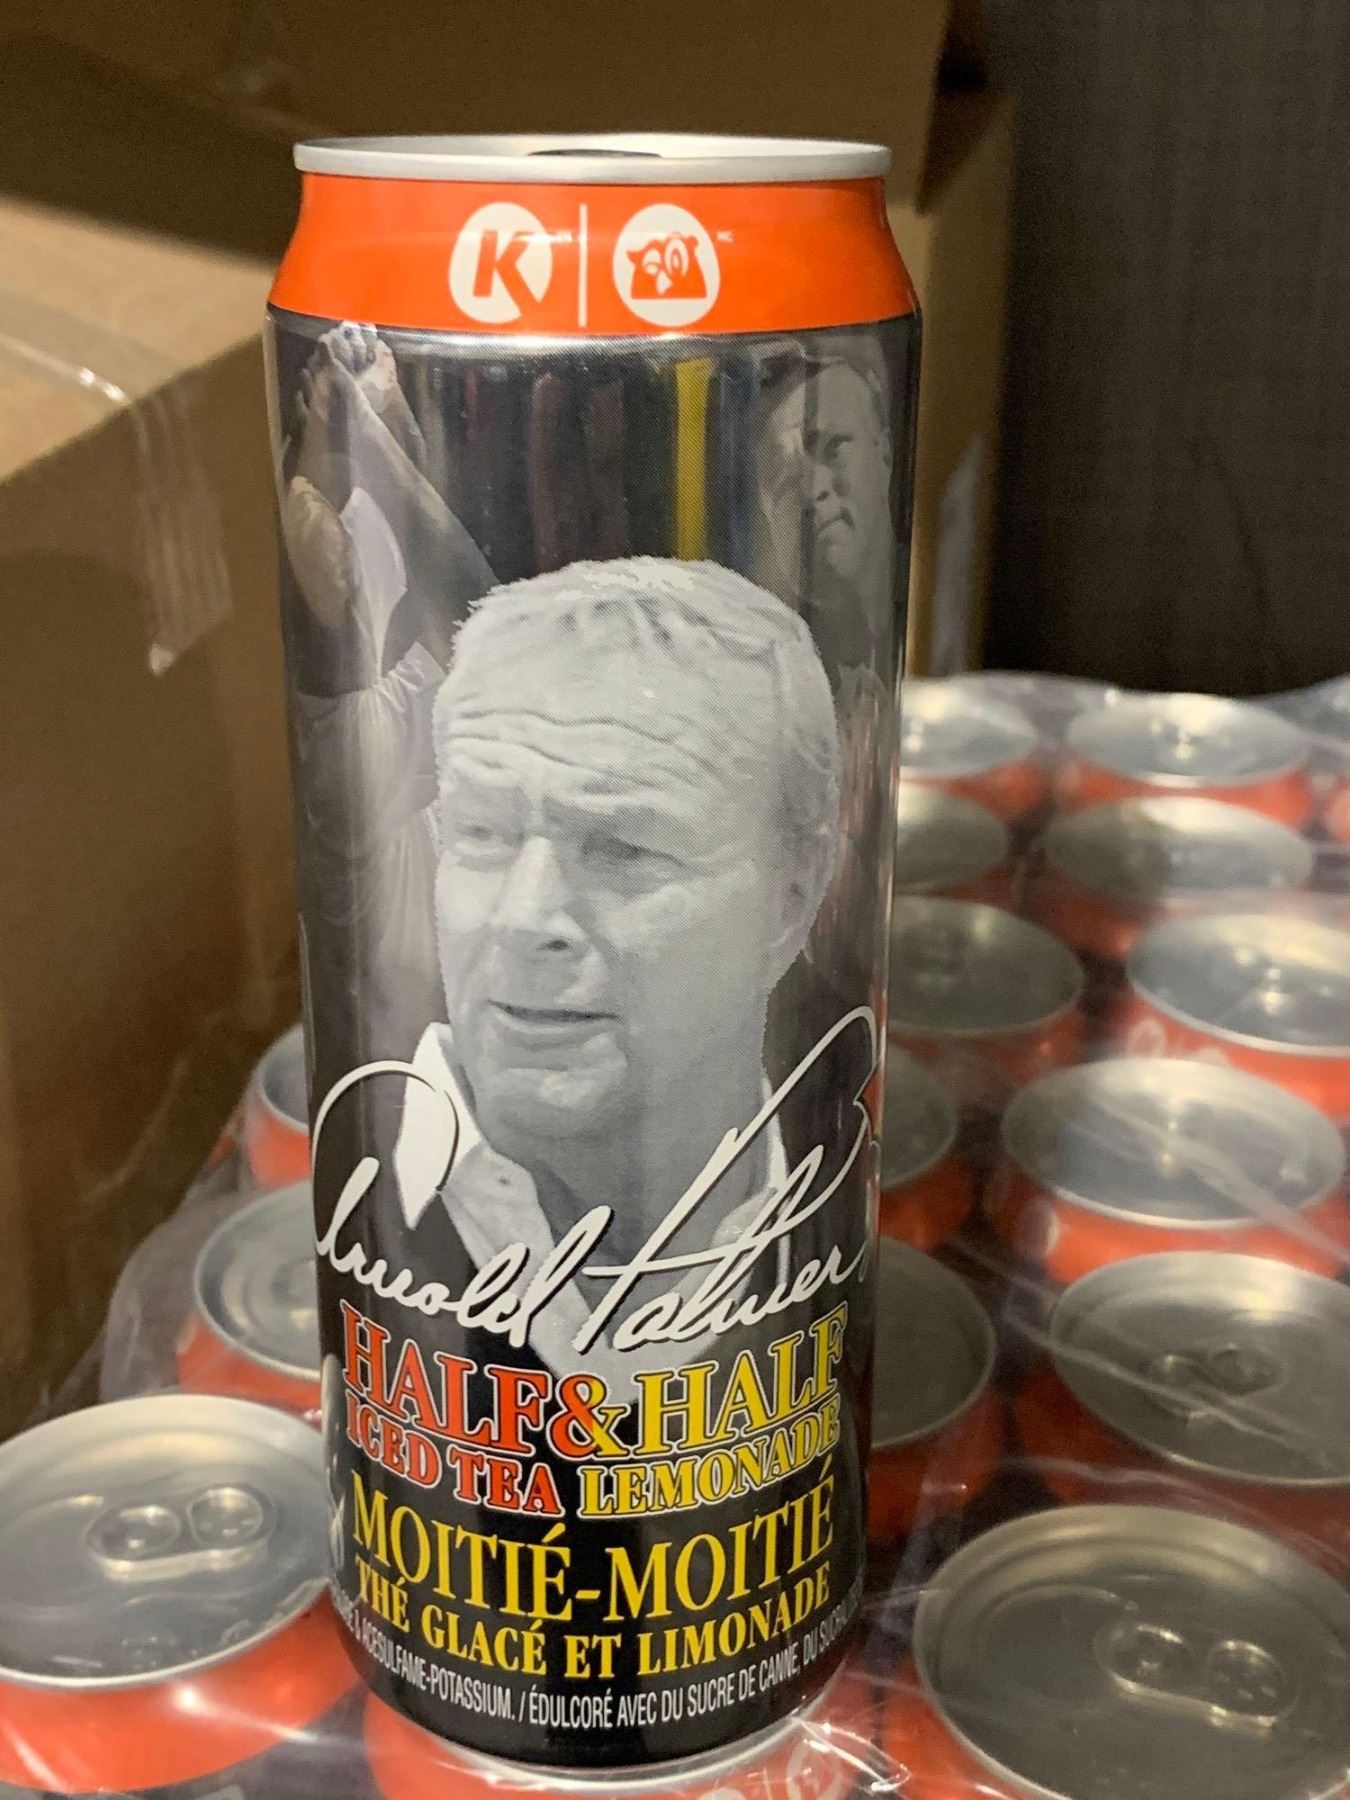 K
Arnold Palmer
HALF & HALF
ICED TEA LEMONADE
MOITIÉ-MOITIÉ
THÉ GLACÉ ET LIMONADE
& ACESULFAME-POTASSIUM. / ÉDULCORÉ AVEC DU SUCRE DE CANNE, DU